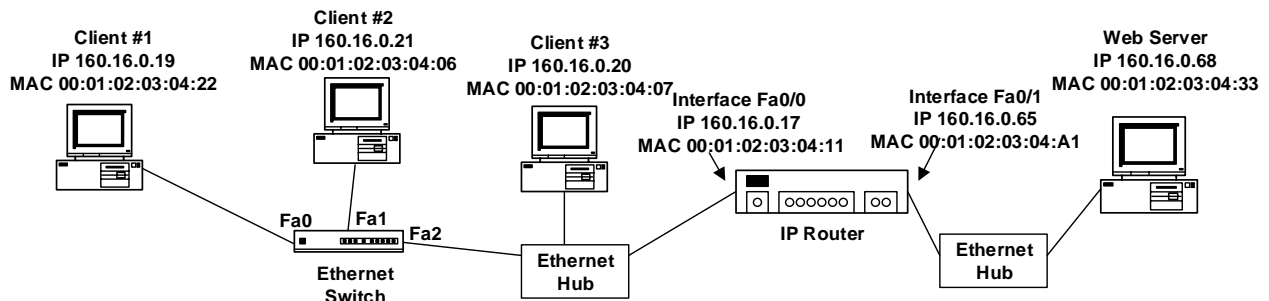 Client #1
IP 160.16.0.19
MAC 00:01:02:03:04:22
Client #2
IP 160.16.0.21
MAC 00:01:02:03:04:06
Client #3
IP 160.16.0.20
MAC 00:01:02:03:04:07
Interface Fa0/0
IP 160.16.0.17
MAC 00:01:02:03:04:11
Interface Fa0/1
IP 160.16.0.65
MAC 00:01:02:03:04:A1
Web Server
IP 160.16.0.68
MAC 00:01:02:03:04:33
Fa0
Fa1
Fa2
Ethernet
Switch
Ethernet
Hub
IP Router
Ethernet
Hub